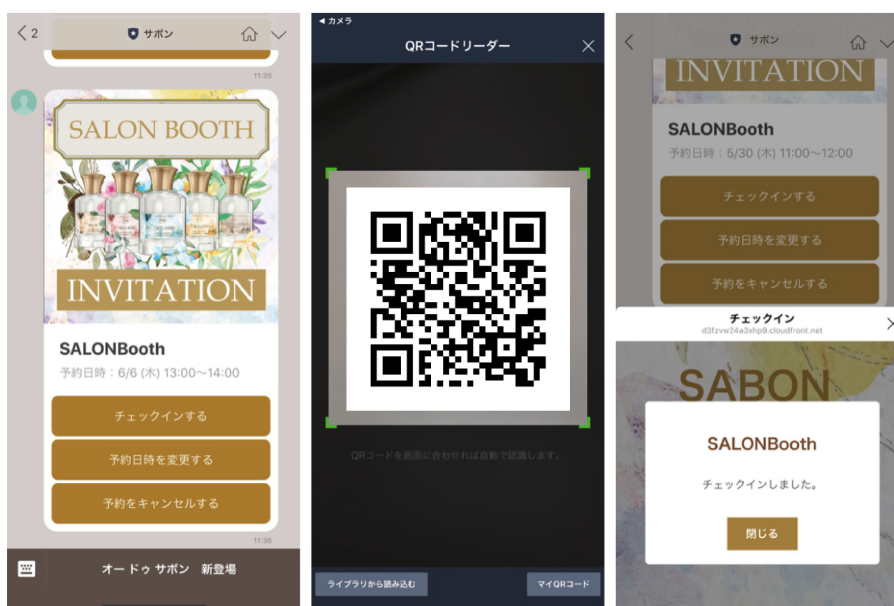 2
サボン
11:35
SALON BOOTH
INVITATION
SALONBooth
予約日時：6/6 (木) 13:00〜14:00
チェックインする
予約日時を変更する
予約をキャンセルする
11:36
オー ドゥ サボン 新登場
カメラ
QRコードリーダー
QRコードを画面に合わせれば自動で認識します。
ライブラリから読み込む
マイQRコード
サボン
INVITATION
SALONBooth
予約日時：5/30 (木) 11:00〜12:00
チェックインする
予約日時を変更する
予約をキャンセルする
チェックイン
d3fzvw24a3xhp9.cloudfront.net
SABON
SALONBooth
チェックインしました。
閉じる